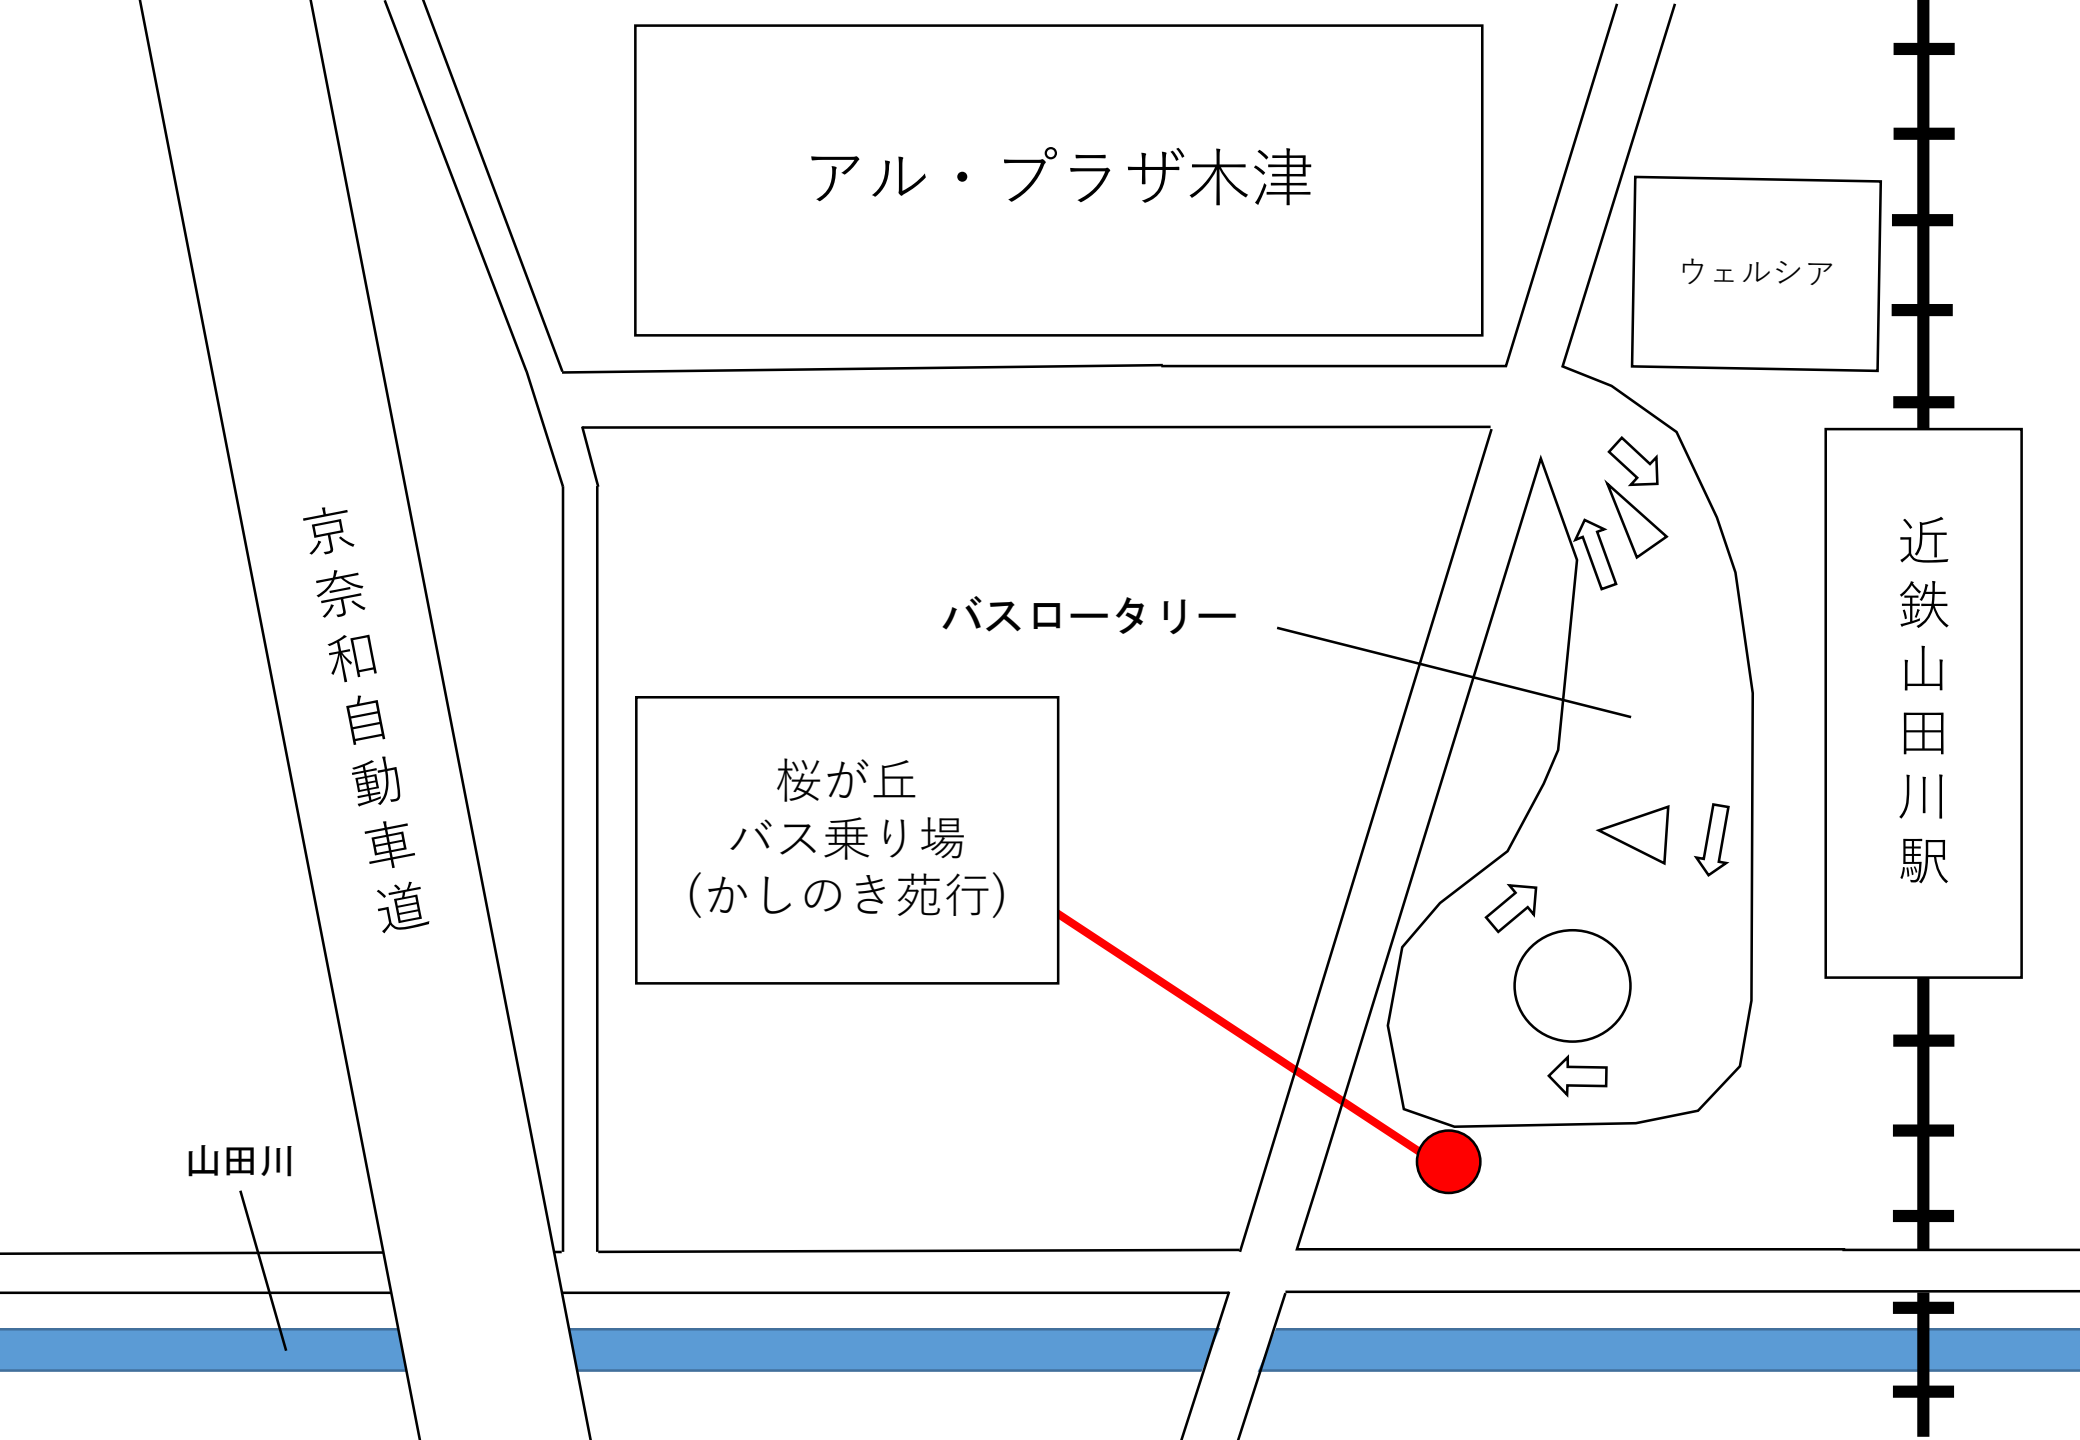 アル・プラザ木津
ウェルシア
京奈和自動車道
バスロータリー
近鉄山田川駅
桜が丘
バス乗り場
(かしのき苑行)
山田川